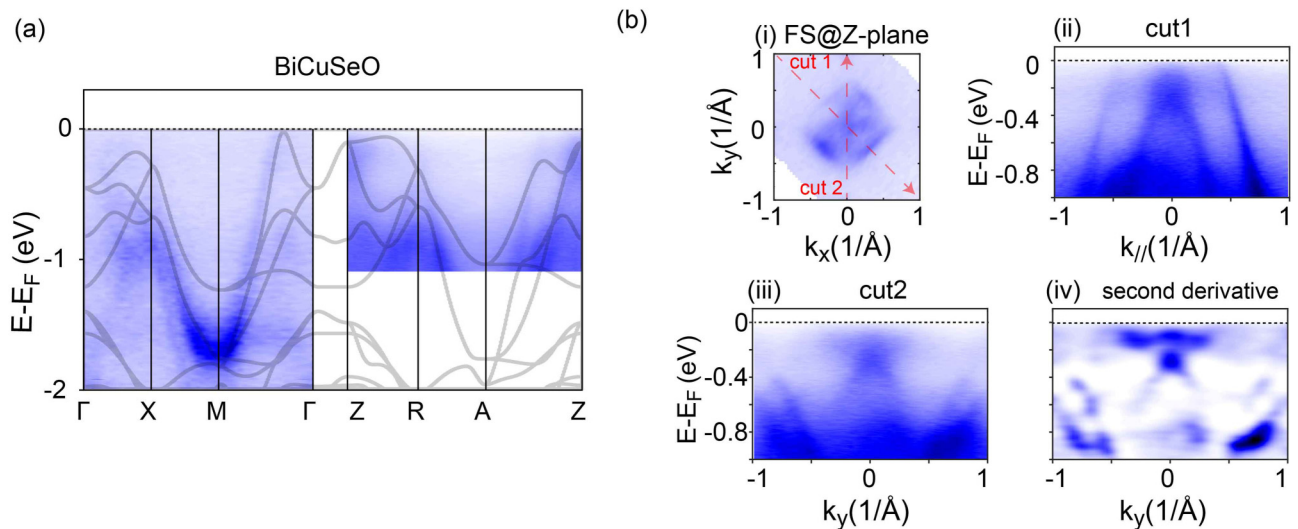 (a)
BiCuSeO
E-E_F (eV)
0
-1
-2
Γ X M Γ Z R A Z
(b)
(i) FS@Z-plane
cut 1
cut 2
k_y(1/Å)
1
0
-1
-1 0 1
k_x(1/Å)
(ii) cut1
E-E_F (eV)
0
-0.4
-0.8
-1 0 1
k_//(1/Å)
(iii) cut2
E-E_F (eV)
0
-0.4
-0.8
-1 0 1
k_y(1/Å)
(iv) second derivative
-1 0 1
k_y(1/Å)